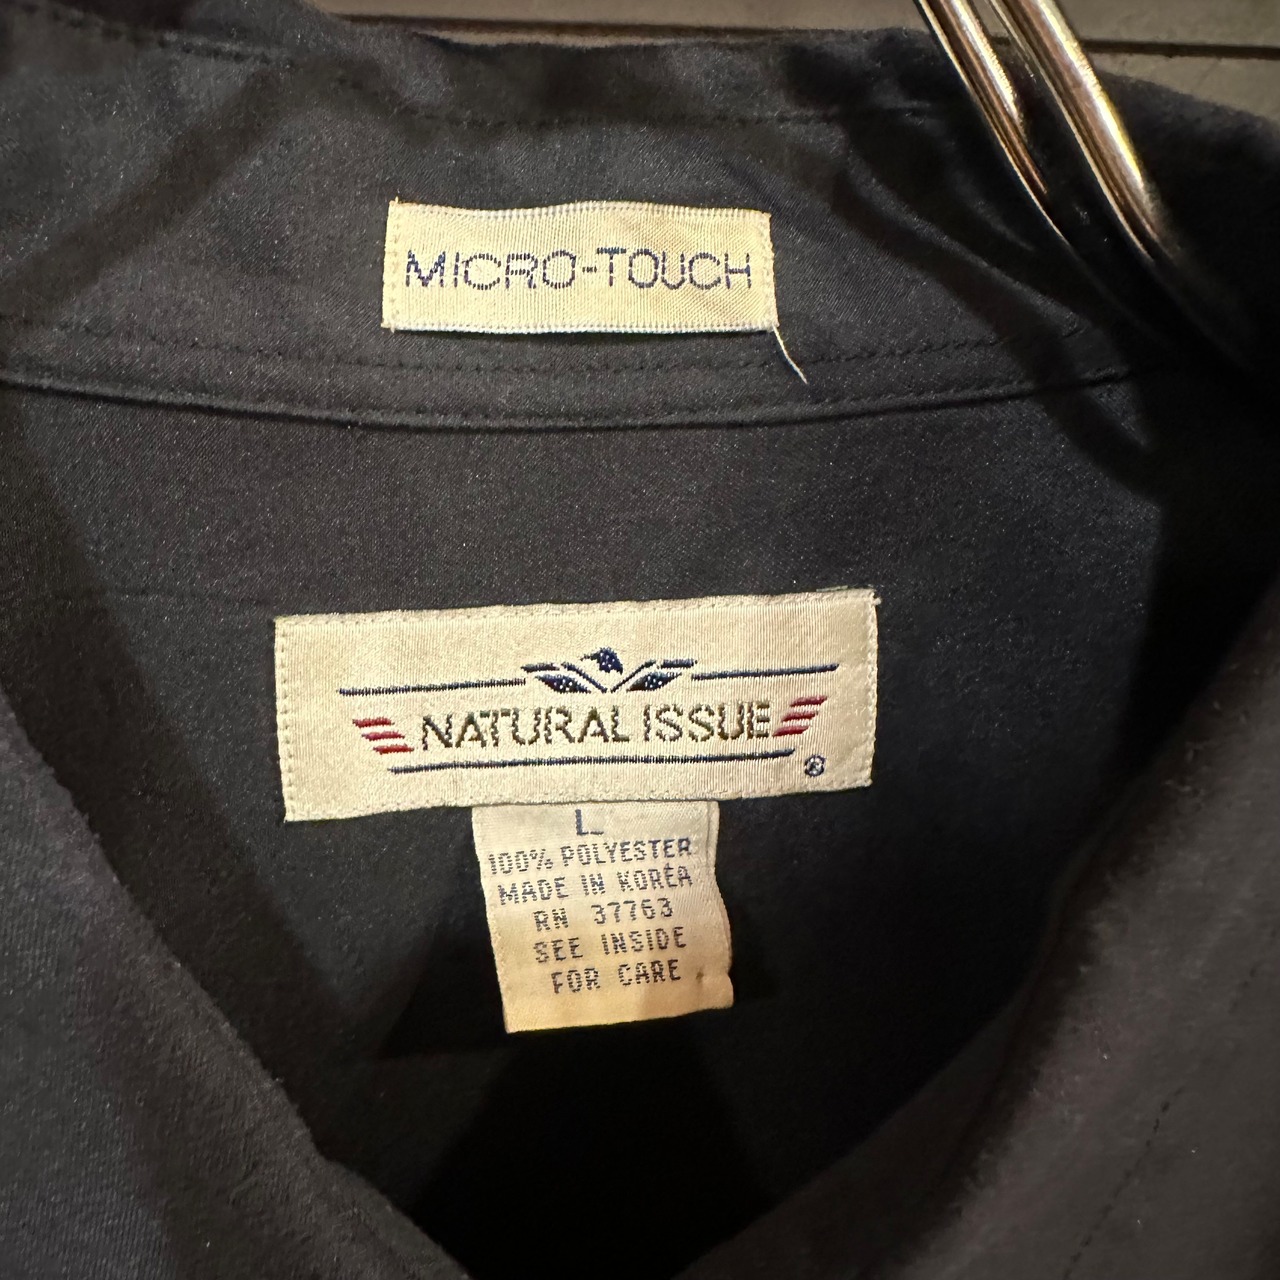 MICRO-TOUCH
NATURAL ISSUE
®
L
100% POLYESTER
MADE IN KOREA
RN 37763
SEE INSIDE
FOR CARE